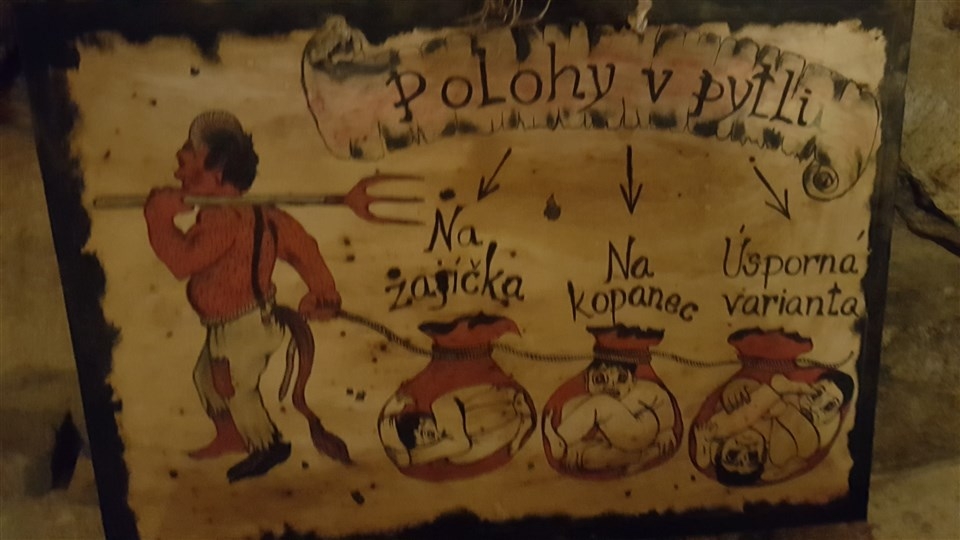 Polohy v pytli
Na
zajíčka
Na
kopanec
Úsporná
varianta